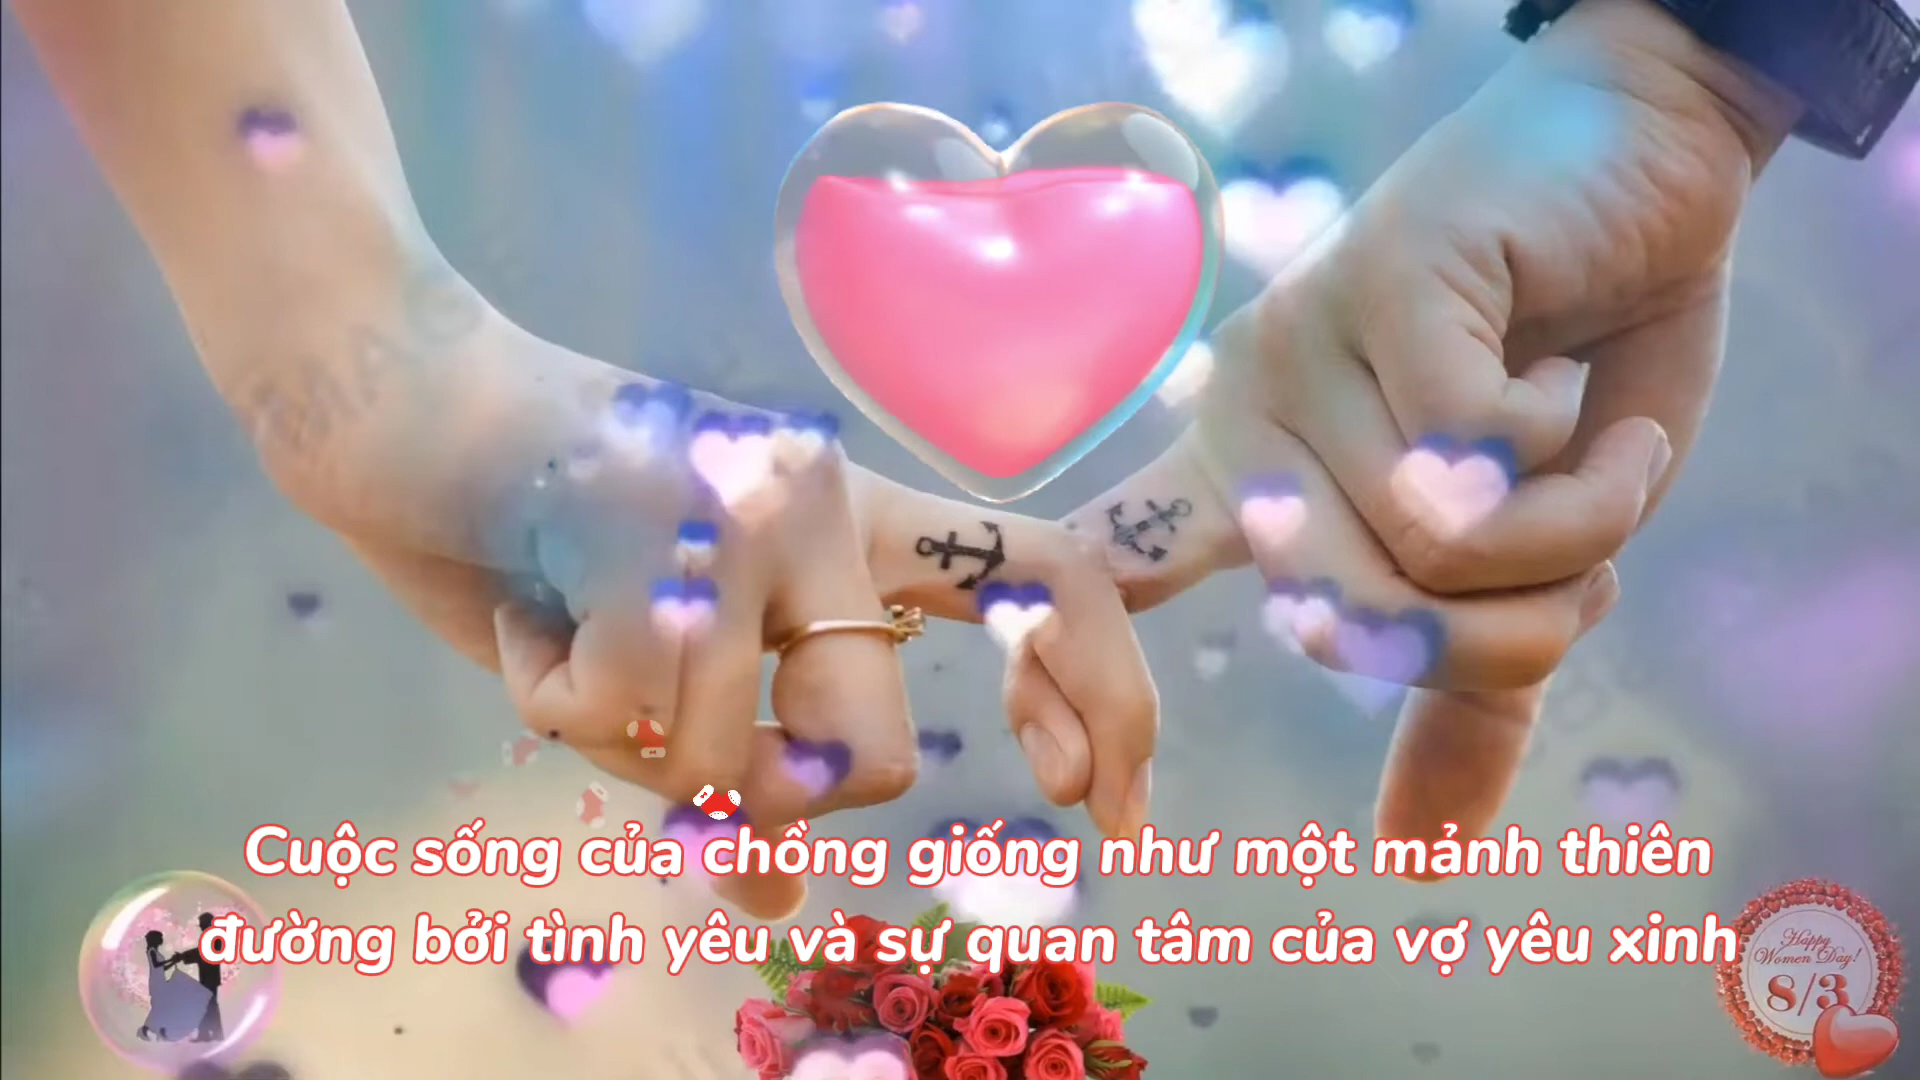 Cuộc sống của chồng giống như một mảnh thiên
đường bởi tình yêu và sự quan tâm của vợ yêu xinh
Happy
Women Day!
8/3